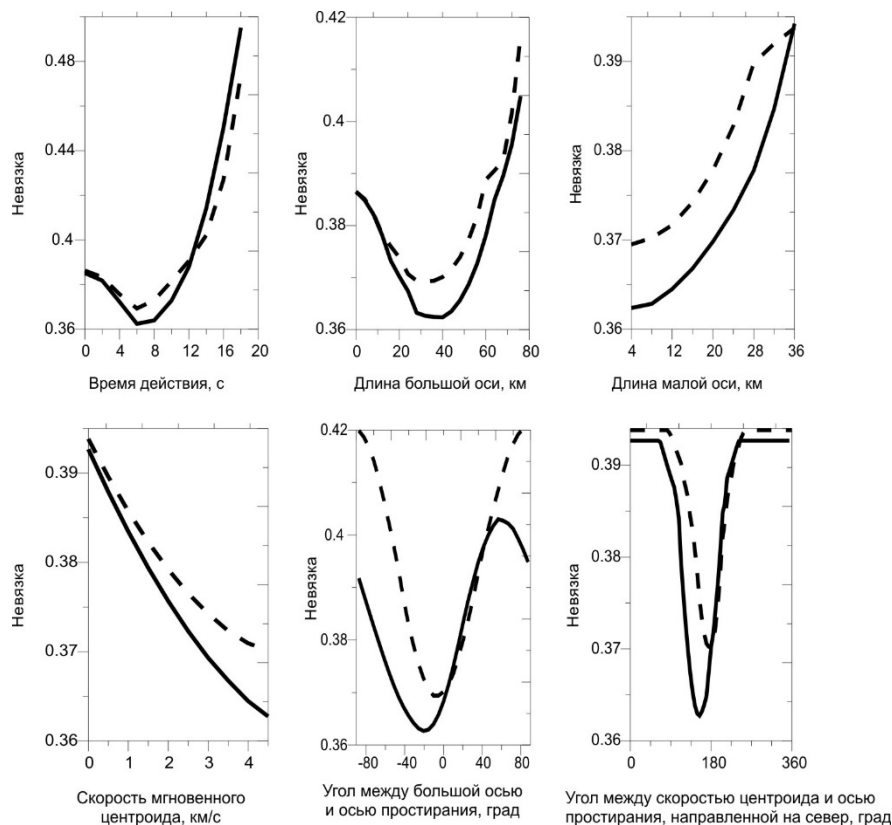 0.48
0.44
0.4
0.36
Невязка
0 4 8 12 16 20
Время действия, с
0.42
0.4
0.38
0.36
Невязка
0 20 40 60 80
Длина большой оси, км
0.39
0.38
0.37
0.36
Невязка
4 12 20 28 36
Длина малой оси, км
0.39
0.38
0.37
0.36
Невязка
0 1 2 3 4
Скорость мгновенного
центроида, км/с
0.42
0.4
0.38
0.36
Невязка
-80 -40 0 40 80
Угол между большой осью
и осью простирания, град
0.39
0.38
0.37
0.36
Невязка
0 180 360
Угол между скоростью центроида и осью
простирания, направленной на север, град